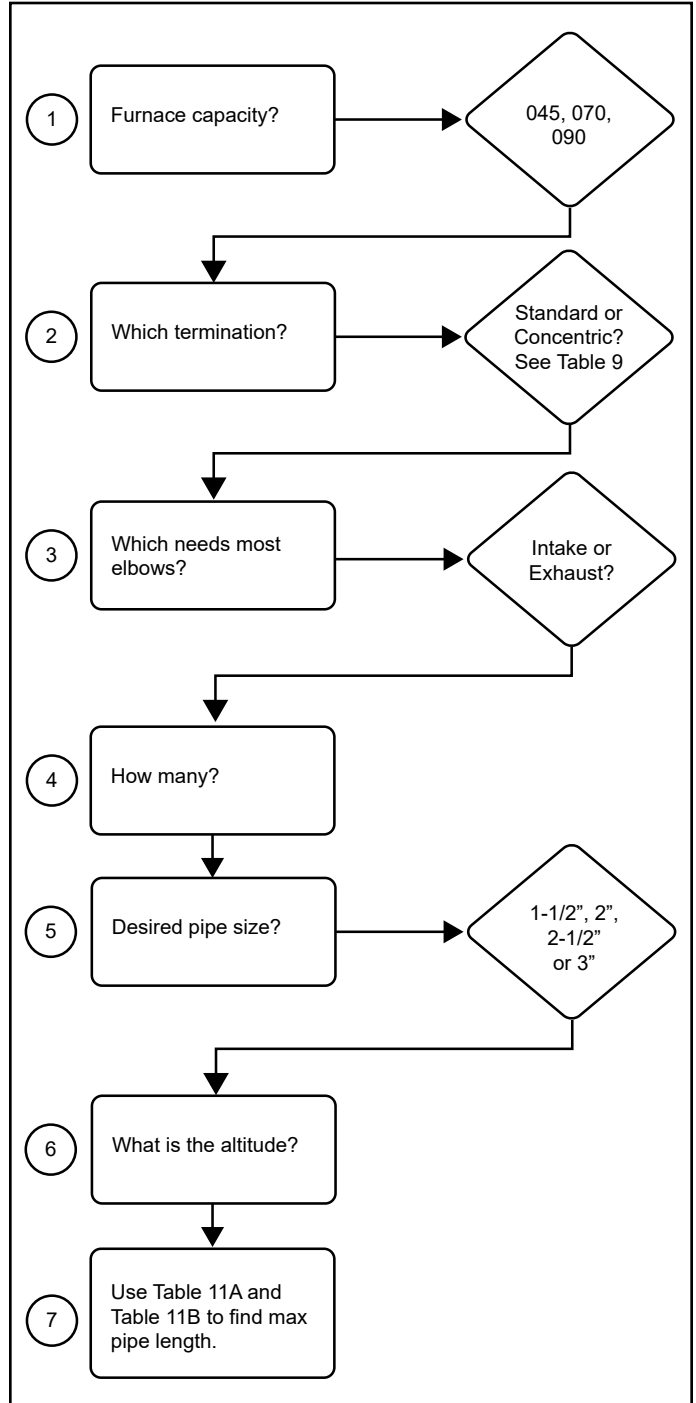 1
Furnace capacity?
045, 070,
090
2
Which termination?
Standard or
Concentric?
See Table 9
3
Which needs most
elbows?
Intake or
Exhaust?
4
How many?
5
Desired pipe size?
1-1/2”, 2”,
2-1/2”
or 3”
6
What is the altitude?
7
Use Table 11A and
Table 11B to find max
pipe length.